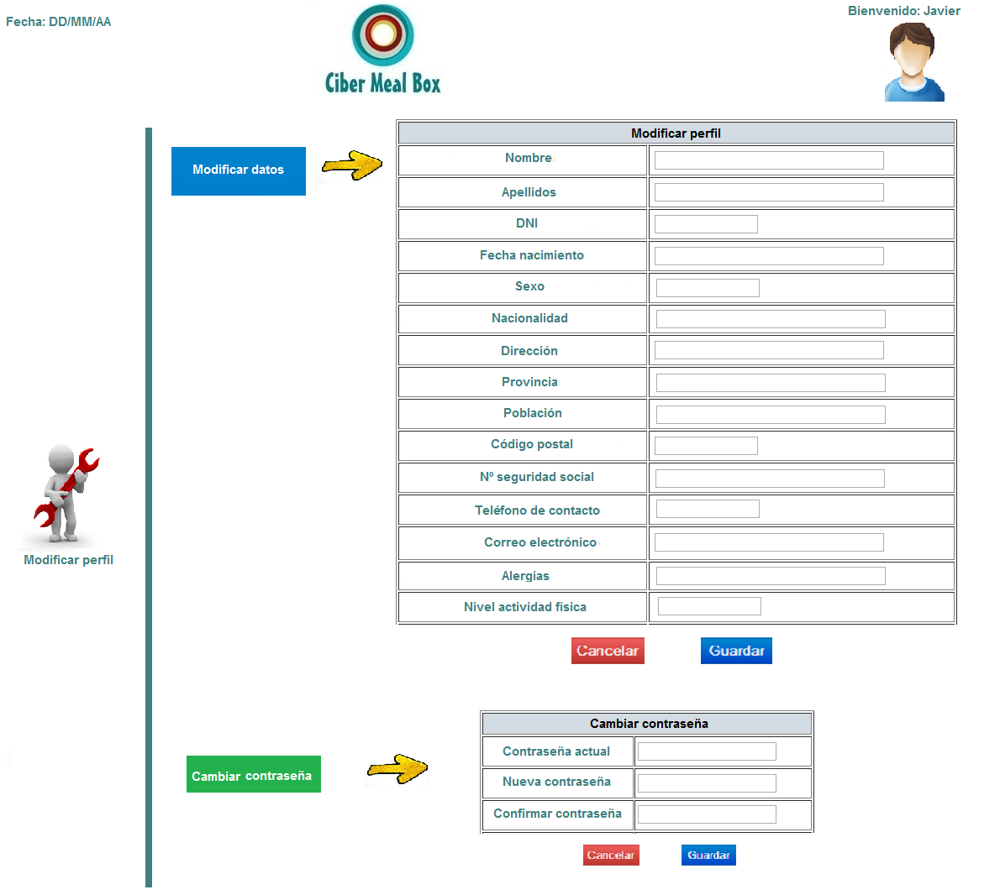 Fecha: DD/MM/AA
Bienvenido: Javier
Ciber Meal Box
Modificar datos
Modificar perfil
Nombre
Apellidos
DNI
Fecha nacimiento
Sexo
Nacionalidad
Dirección
Provincia
Población
Código postal
Nº seguridad social
Teléfono de contacto
Correo electrónico
Alergias
Nivel actividad física
Cancelar
Guardar
Modificar perfil
Cambiar contraseña
Cambiar contraseña
Contraseña actual
Nueva contraseña
Confirmar contraseña
Cancelar
Guardar